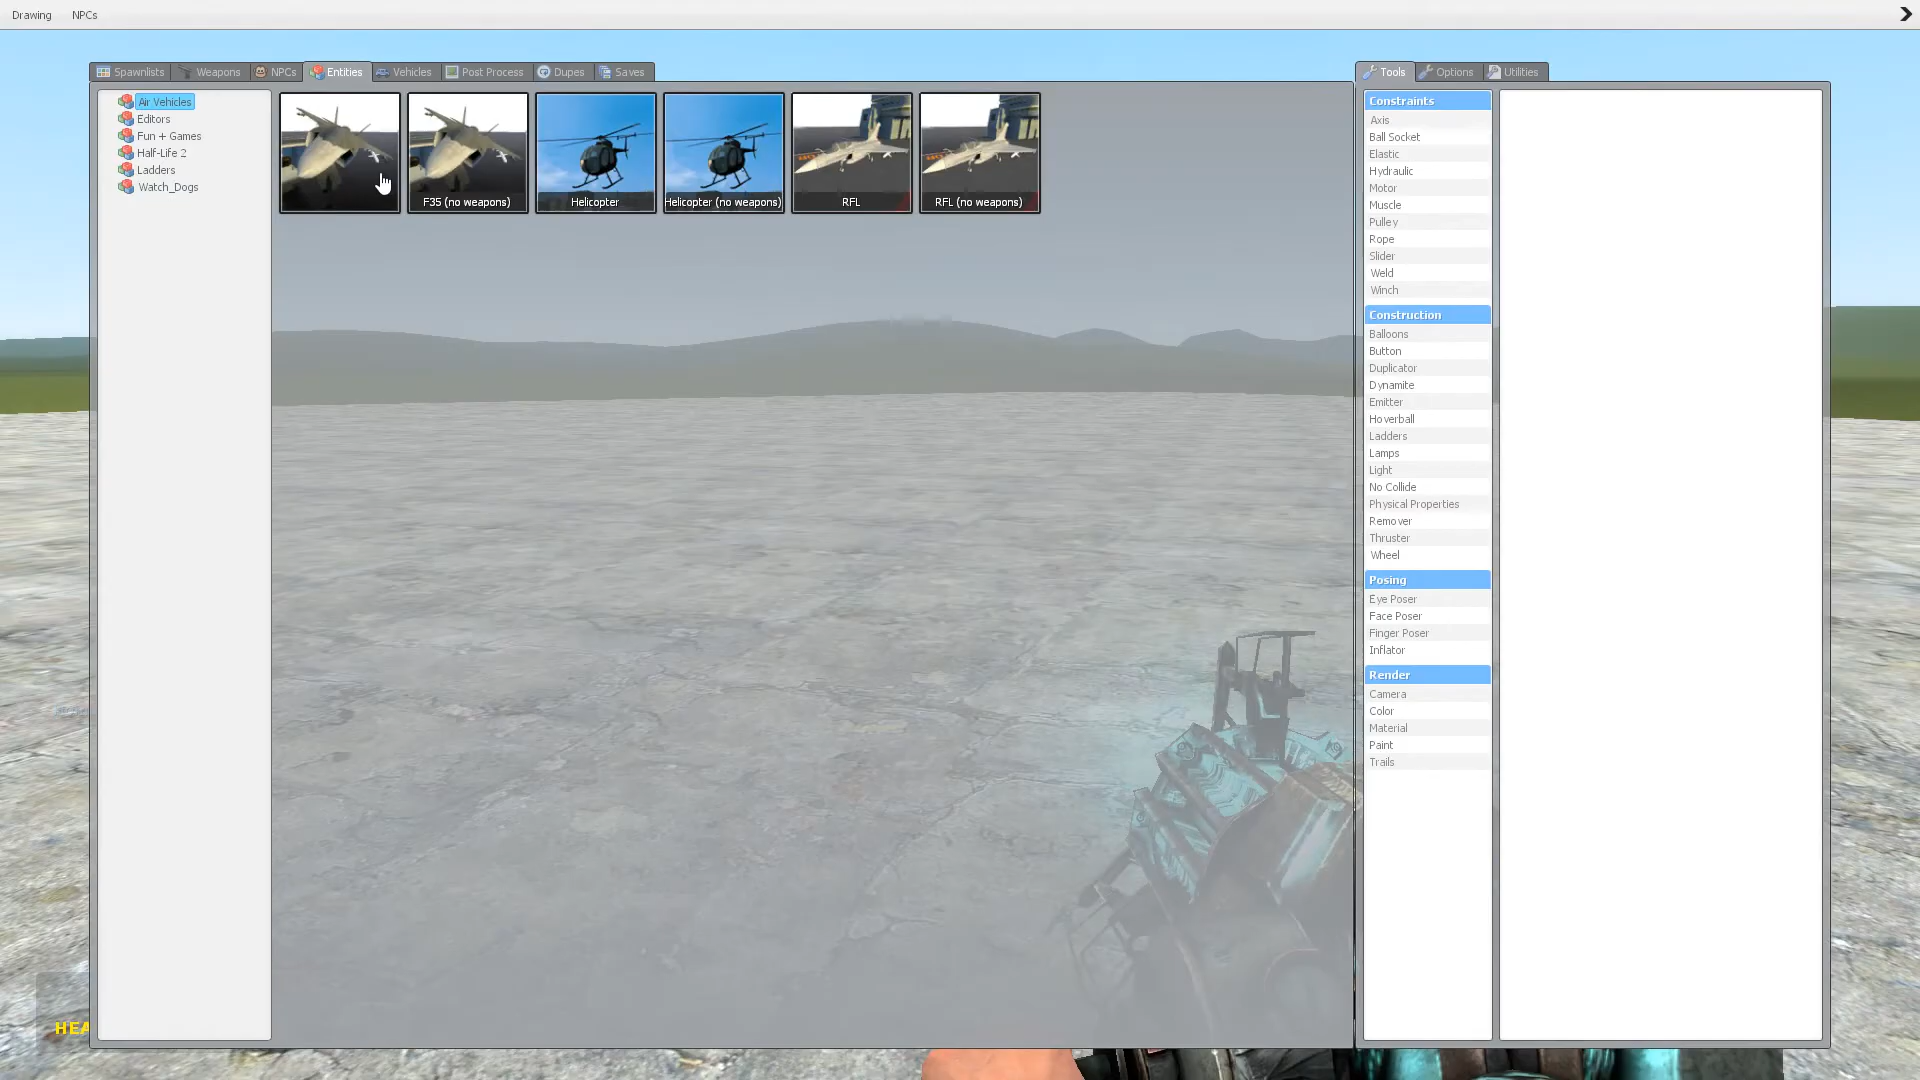 Drawing NPCs
Spawnlists Weapons NPCs Entities Vehicles Post Process Dupes Saves
Tools Options Utilities
Air Vehicles
Editors
Fun + Games
Half-Life 2
Ladders
Watch_Dogs
F35 (no weapons)
Helicopter
Helicopter (no weapons)
RFL
RFL (no weapons)
Constraints
Axis
Ball Socket
Elastic
Hydraulic
Motor
Muscle
Pulley
Rope
Slider
Weld
Winch
Construction
Balloons
Button
Duplicator
Dynamite
Emitter
Hoverball
Ladders
Lamps
Light
No Collide
Physical Properties
Remover
Thruster
Wheel
Posing
Eye Poser
Face Poser
Finger Poser
Inflator
Render
Camera
Color
Material
Paint
Trails
HEA